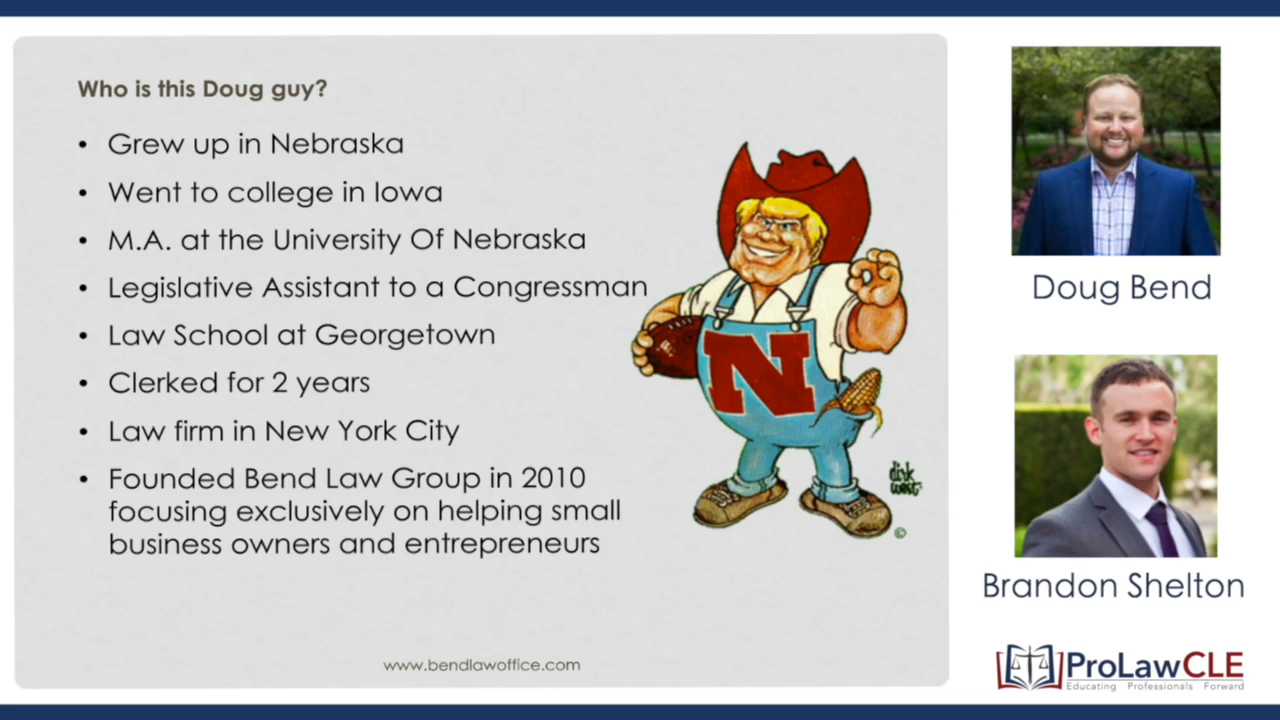 Who is this Doug guy?
• Grew up in Nebraska
• Went to college in Iowa
• M.A. at the University Of Nebraska
• Legislative Assistant to a Congressman
• Law School at Georgetown
• Clerked for 2 years
• Law firm in New York City
• Founded Bend Law Group in 2010
focusing exclusively on helping small
business owners and entrepreneurs
N
dirk
west
©
www.bendlawoffice.com
Doug Bend
Brandon Shelton
ProLawCLE
Educating Professionals Forward